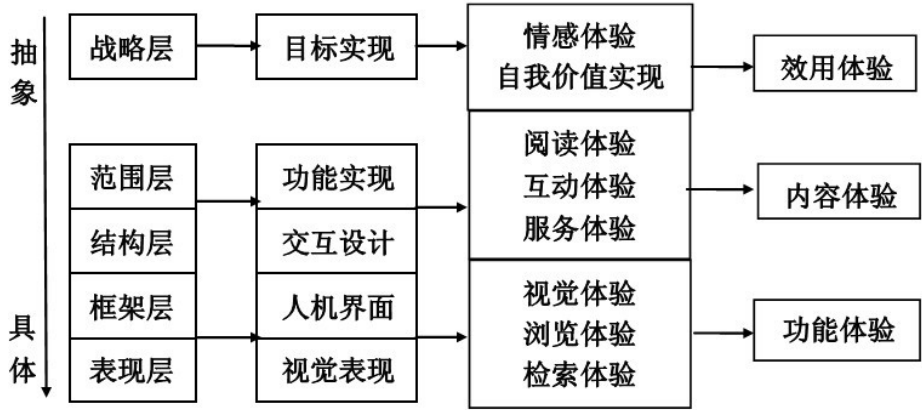 抽象
战略层
目标实现
情感体验
自我价值实现
效用体验
范围层
功能实现
阅读体验
互动体验
服务体验
内容体验
结构层
交互设计
框架层
人机界面
视觉体验
浏览体验
检索体验
功能体验
表现层
视觉表现
具体